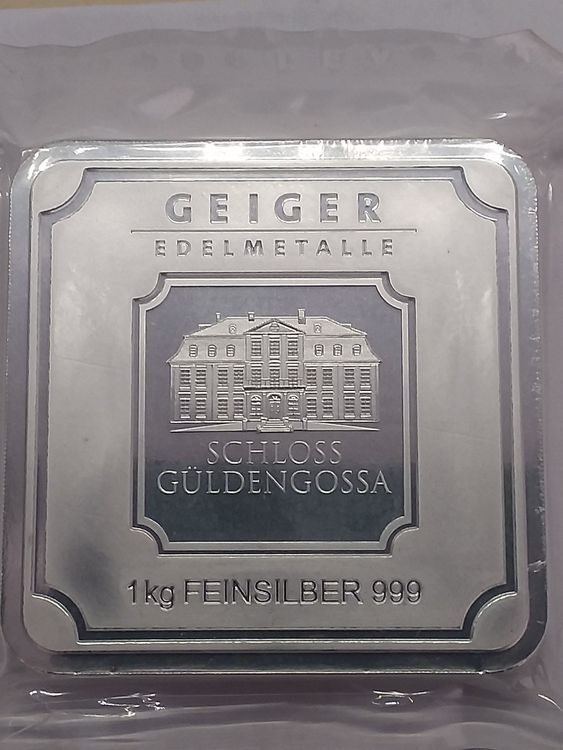 GEIGER
EDELMETALLE
SCHLOSS
GÜLDENGOSSA
1kg FEINSILBER 999